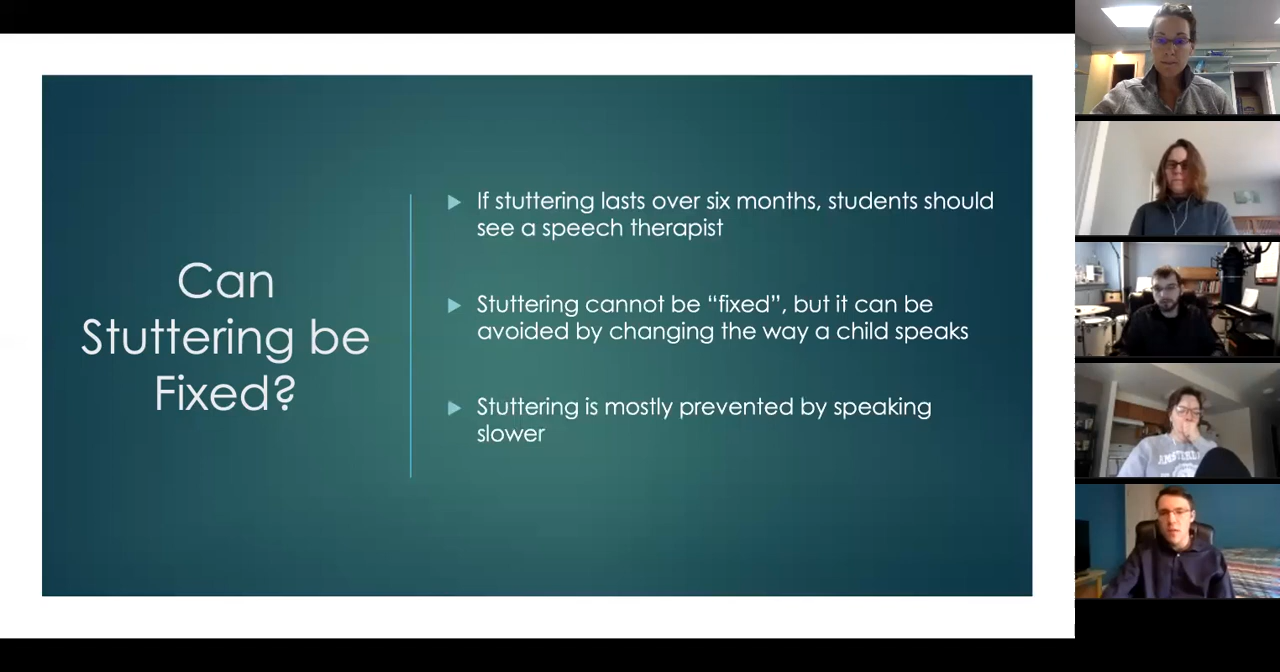 Can
Stuttering be
Fixed?
If stuttering lasts over six months, students should
see a speech therapist
Stuttering cannot be “fixed”, but it can be
avoided by changing the way a child speaks
Stuttering is mostly prevented by speaking
slower